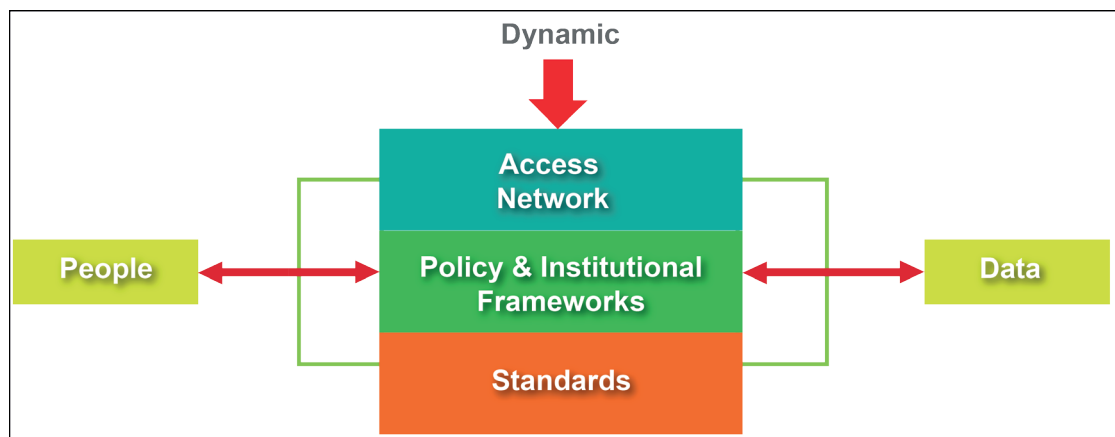 Dynamic
Access
Network
People
Policy & Institutional
Frameworks
Data
Standards